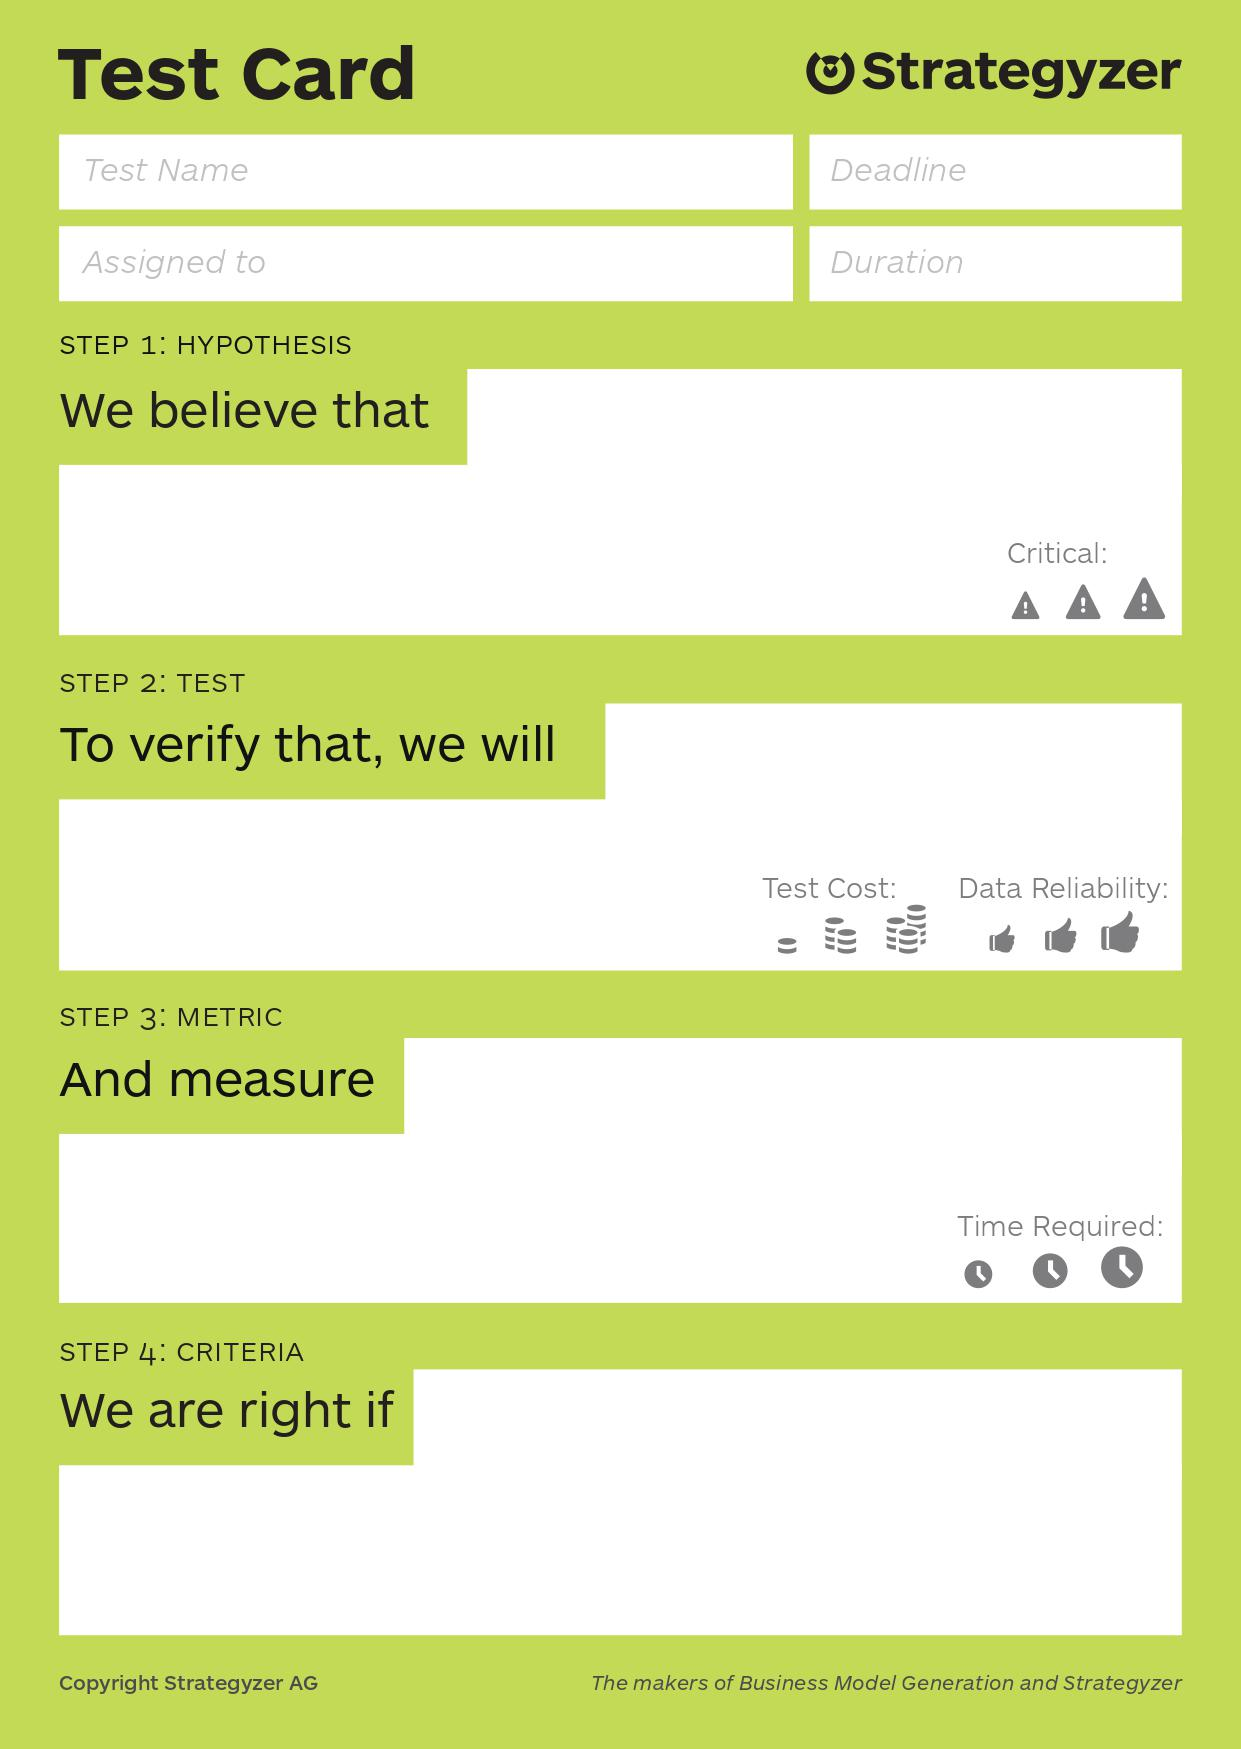 Test Card
Strategyzer
Test Name
Deadline
Assigned to
Duration
STEP 1: HYPOTHESIS
We believe that
Critical:
STEP 2: TEST
To verify that, we will
Test Cost:
Data Reliability:
STEP 3: METRIC
And measure
Time Required:
STEP 4: CRITERIA
We are right if
Copyright Strategyzer AG
The makers of Business Model Generation and Strategyzer